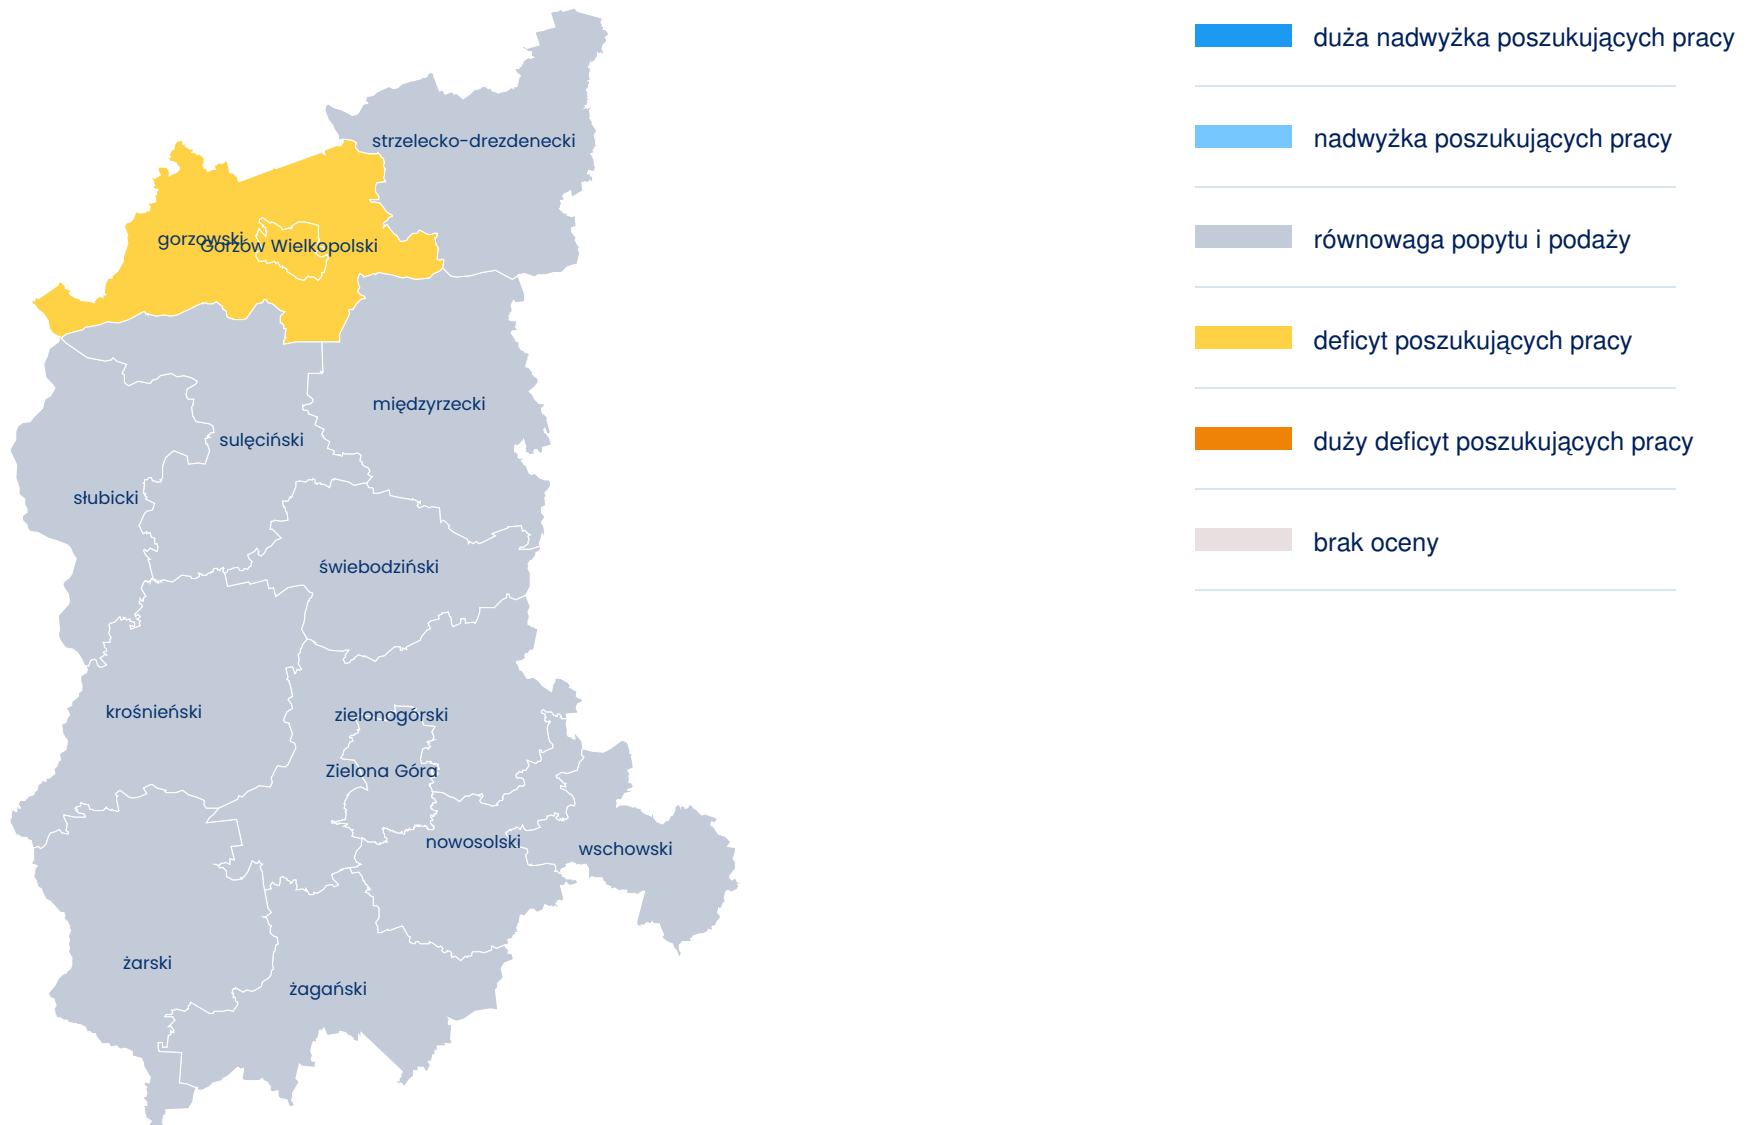 strzelecko-drezdenecki
gorzowski
Gorzów Wielkopolski
międzyrzecki
sulęciński
słubicki
świebodziński
krośnieński
zielonogórski
Zielona Góra
nowosolski
wschowski
żarski
żagański
duża nadwyżka poszukujących pracy
nadwyżka poszukujących pracy
równowaga popytu i podaży
deficyt poszukujących pracy
duży deficyt poszukujących pracy
brak oceny